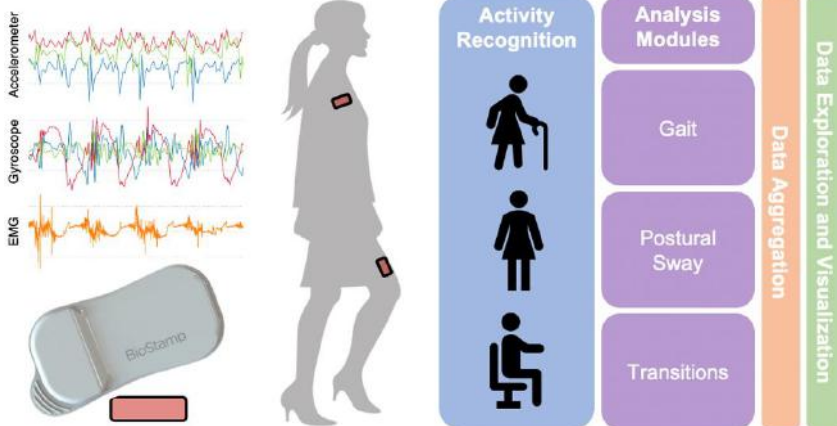 Accelerometer
Gyroscope
EMG
BioStamp
Activity
Recognition
Analysis
Modules
Gait
Postural
Sway
Transitions
Data Aggregation
Data Exploration and Visualization